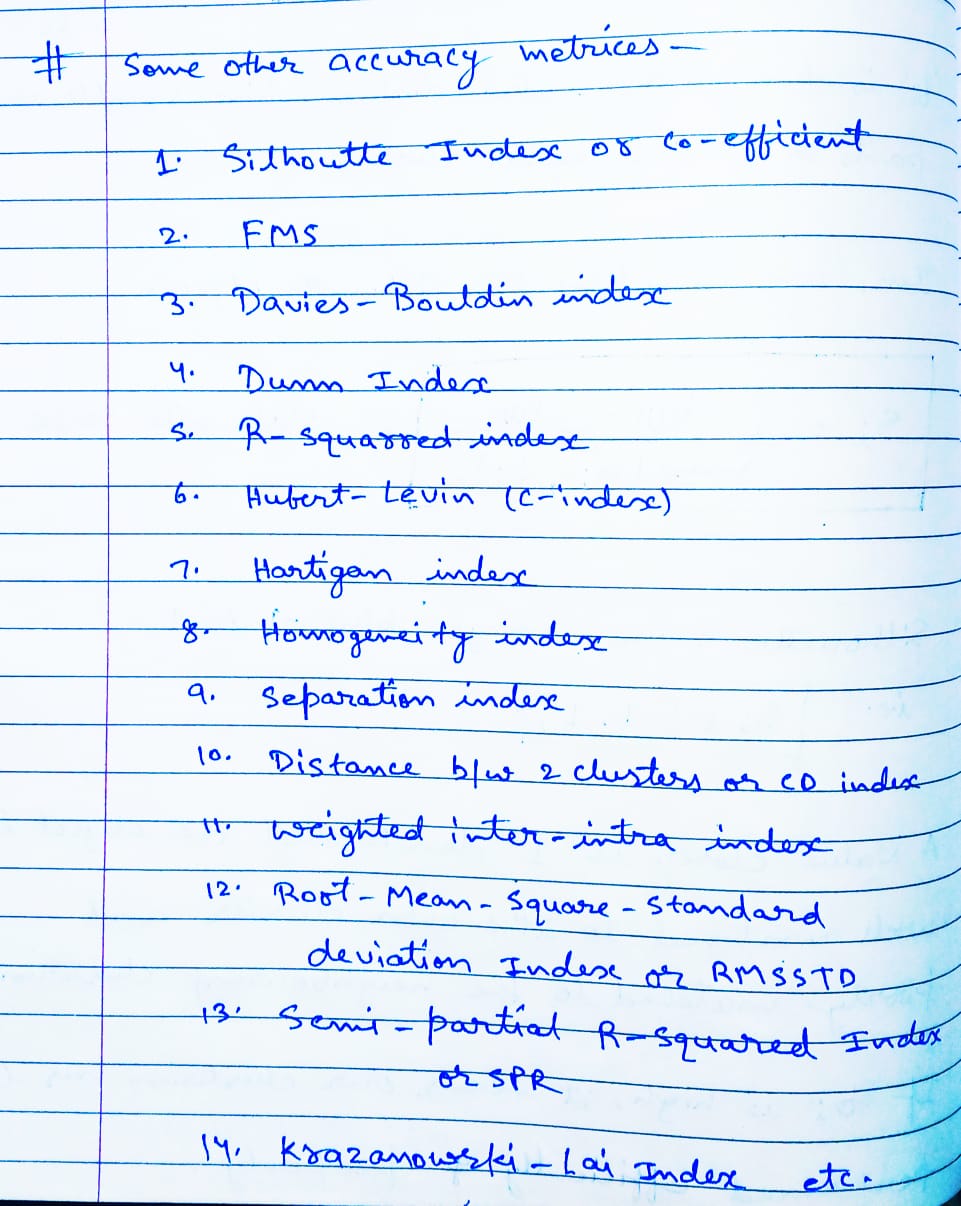 # Some other accuracy metrices -
1. Silhoutte Index or co-efficient
2. FMS
3. Davies - Bouldin index
4. Dunn Index
5. R- squarred index
6. Hubert- Levin (C-index)
7. Hartigan index
8. Homogeneity index
9. Separation index
10. Distance b/w 2 clusters or CD index
11. weighted inter-intra index
12. Root - Mean - Square - Standard
deviation Index or RMSSTD
13. Semi - partial R-squared Index
or SPR
14. Krazanowski - Lai Index etc.